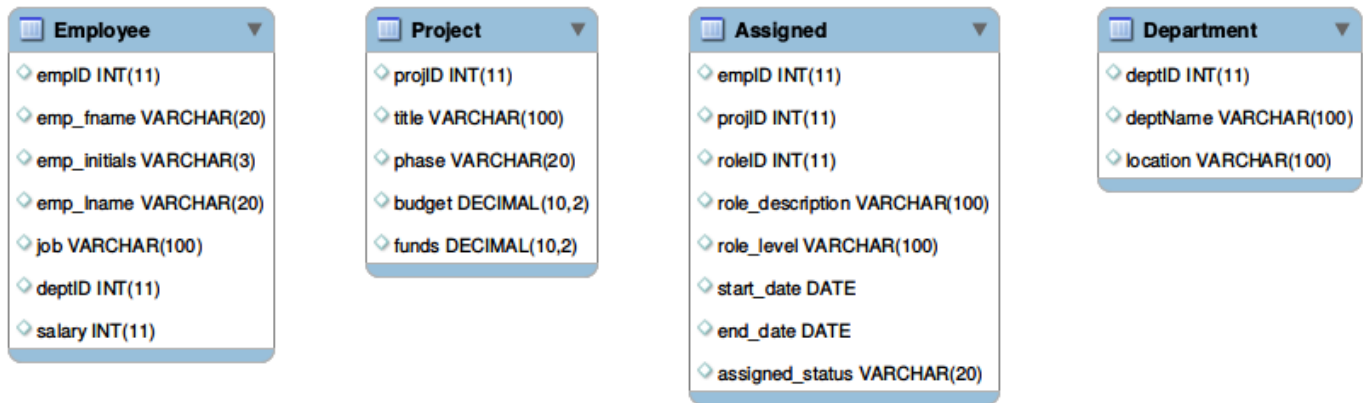 Employee
empID INT(11)
emp_fname VARCHAR(20)
emp_initials VARCHAR(3)
emp_lname VARCHAR(20)
job VARCHAR(100)
deptID INT(11)
salary INT(11)
Project
projID INT(11)
title VARCHAR(100)
phase VARCHAR(20)
budget DECIMAL(10,2)
funds DECIMAL(10,2)
Assigned
empID INT(11)
projID INT(11)
roleID INT(11)
role_description VARCHAR(100)
role_level VARCHAR(100)
start_date DATE
end_date DATE
assigned_status VARCHAR(20)
Department
deptID INT(11)
deptName VARCHAR(100)
location VARCHAR(100)